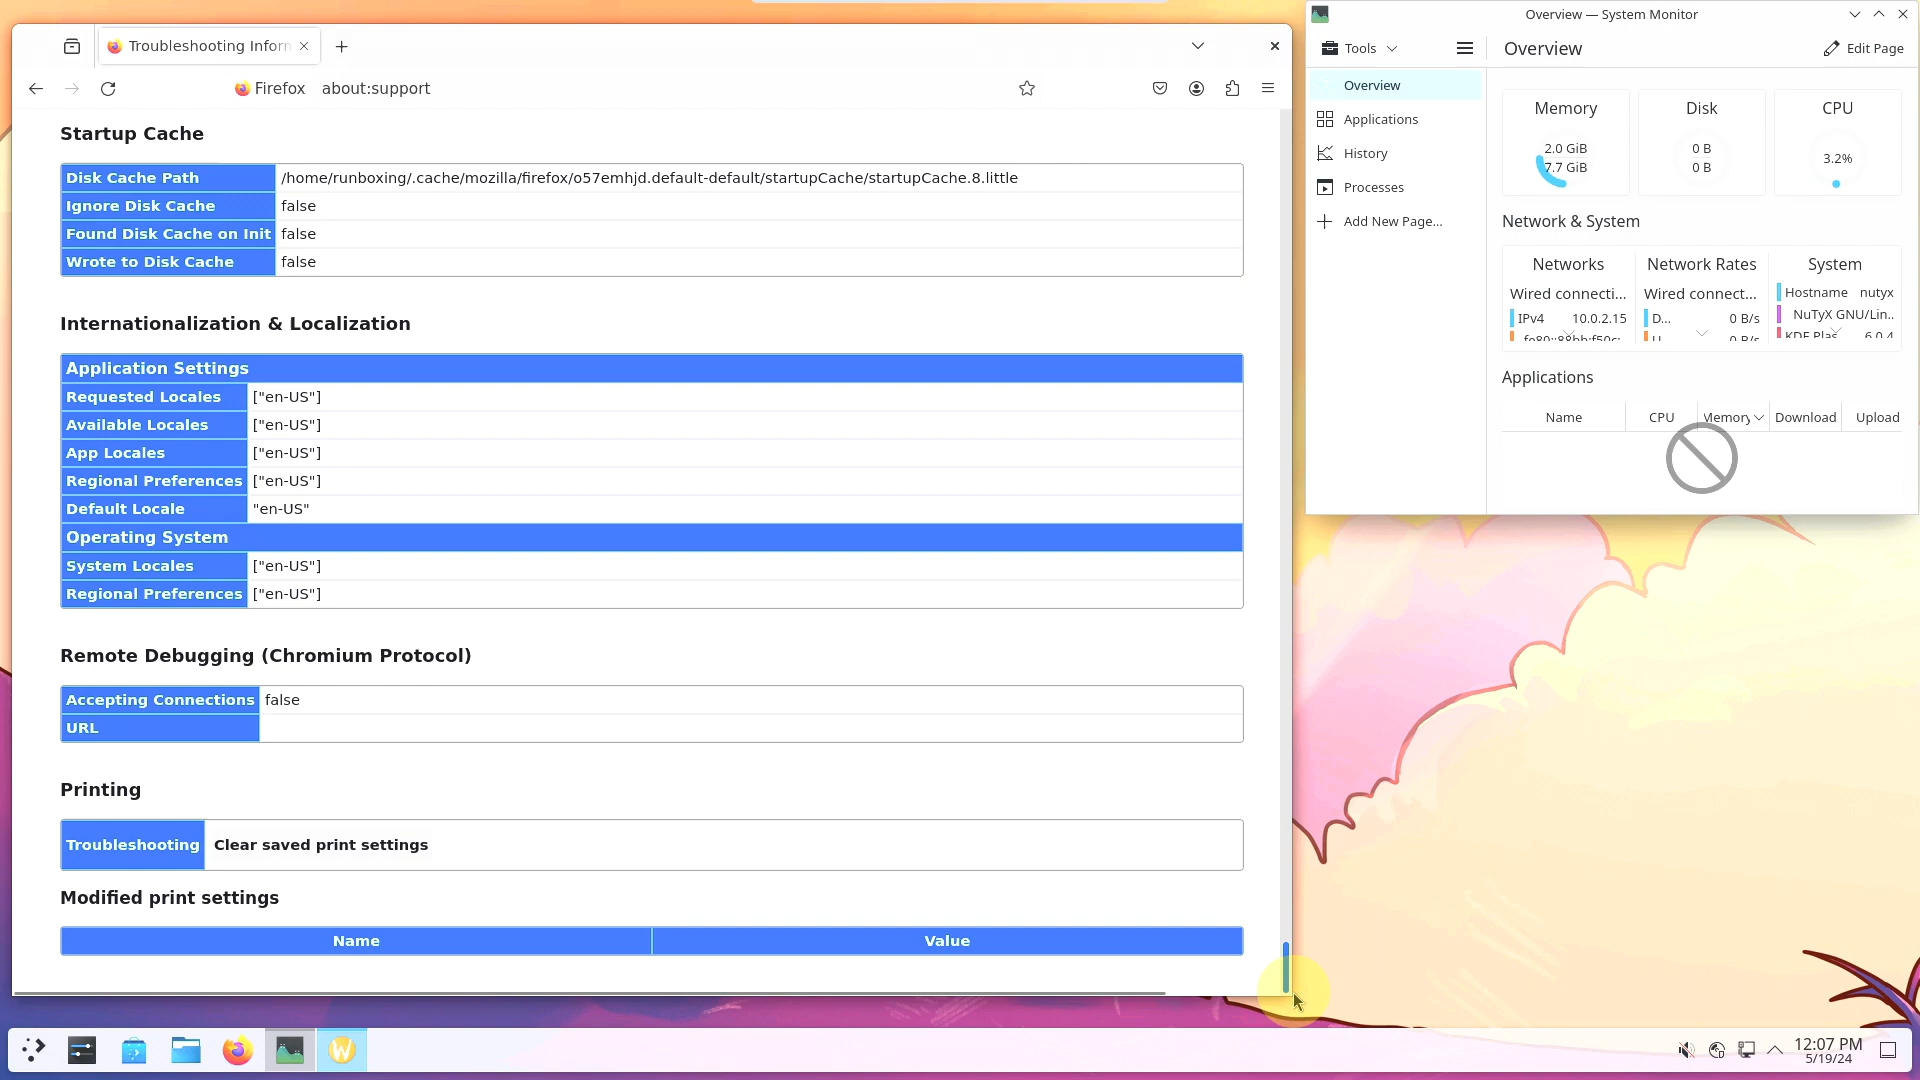 Troubleshooting Inforn
Firefox about:support
Startup Cache
Disk Cache Path /home/runboxing/.cache/mozilla/firefox/o57emhjd.default-default/startupCache/startupCache.8.little
Ignore Disk Cache false
Found Disk Cache on Init false
Wrote to Disk Cache false
Internationalization & Localization
Application Settings
Requested Locales ["en-US"]
Available Locales ["en-US"]
App Locales ["en-US"]
Regional Preferences ["en-US"]
Default Locale "en-US"
Operating System
System Locales ["en-US"]
Regional Preferences ["en-US"]
Remote Debugging (Chromium Protocol)
Accepting Connections false
URL
Printing
Troubleshooting Clear saved print settings
Modified print settings
Name Value
Overview — System Monitor
Tools Overview Edit Page
Overview
Applications
History
Processes
Add New Page...
Memory Disk CPU
2.0 GiB 0 B 3.2%
7.7 GiB 0 B
Network & System
Networks Network Rates System
Wired connecti... Wired connect... Hostname nutyx
IPv4 10.0.2.15 D... 0 B/s NuTyX GNU/Lin..
U... 0 B/s KDE Plas... 6.0.4
Applications
Name CPU Memory Download Upload
W
12:07 PM
5/19/24